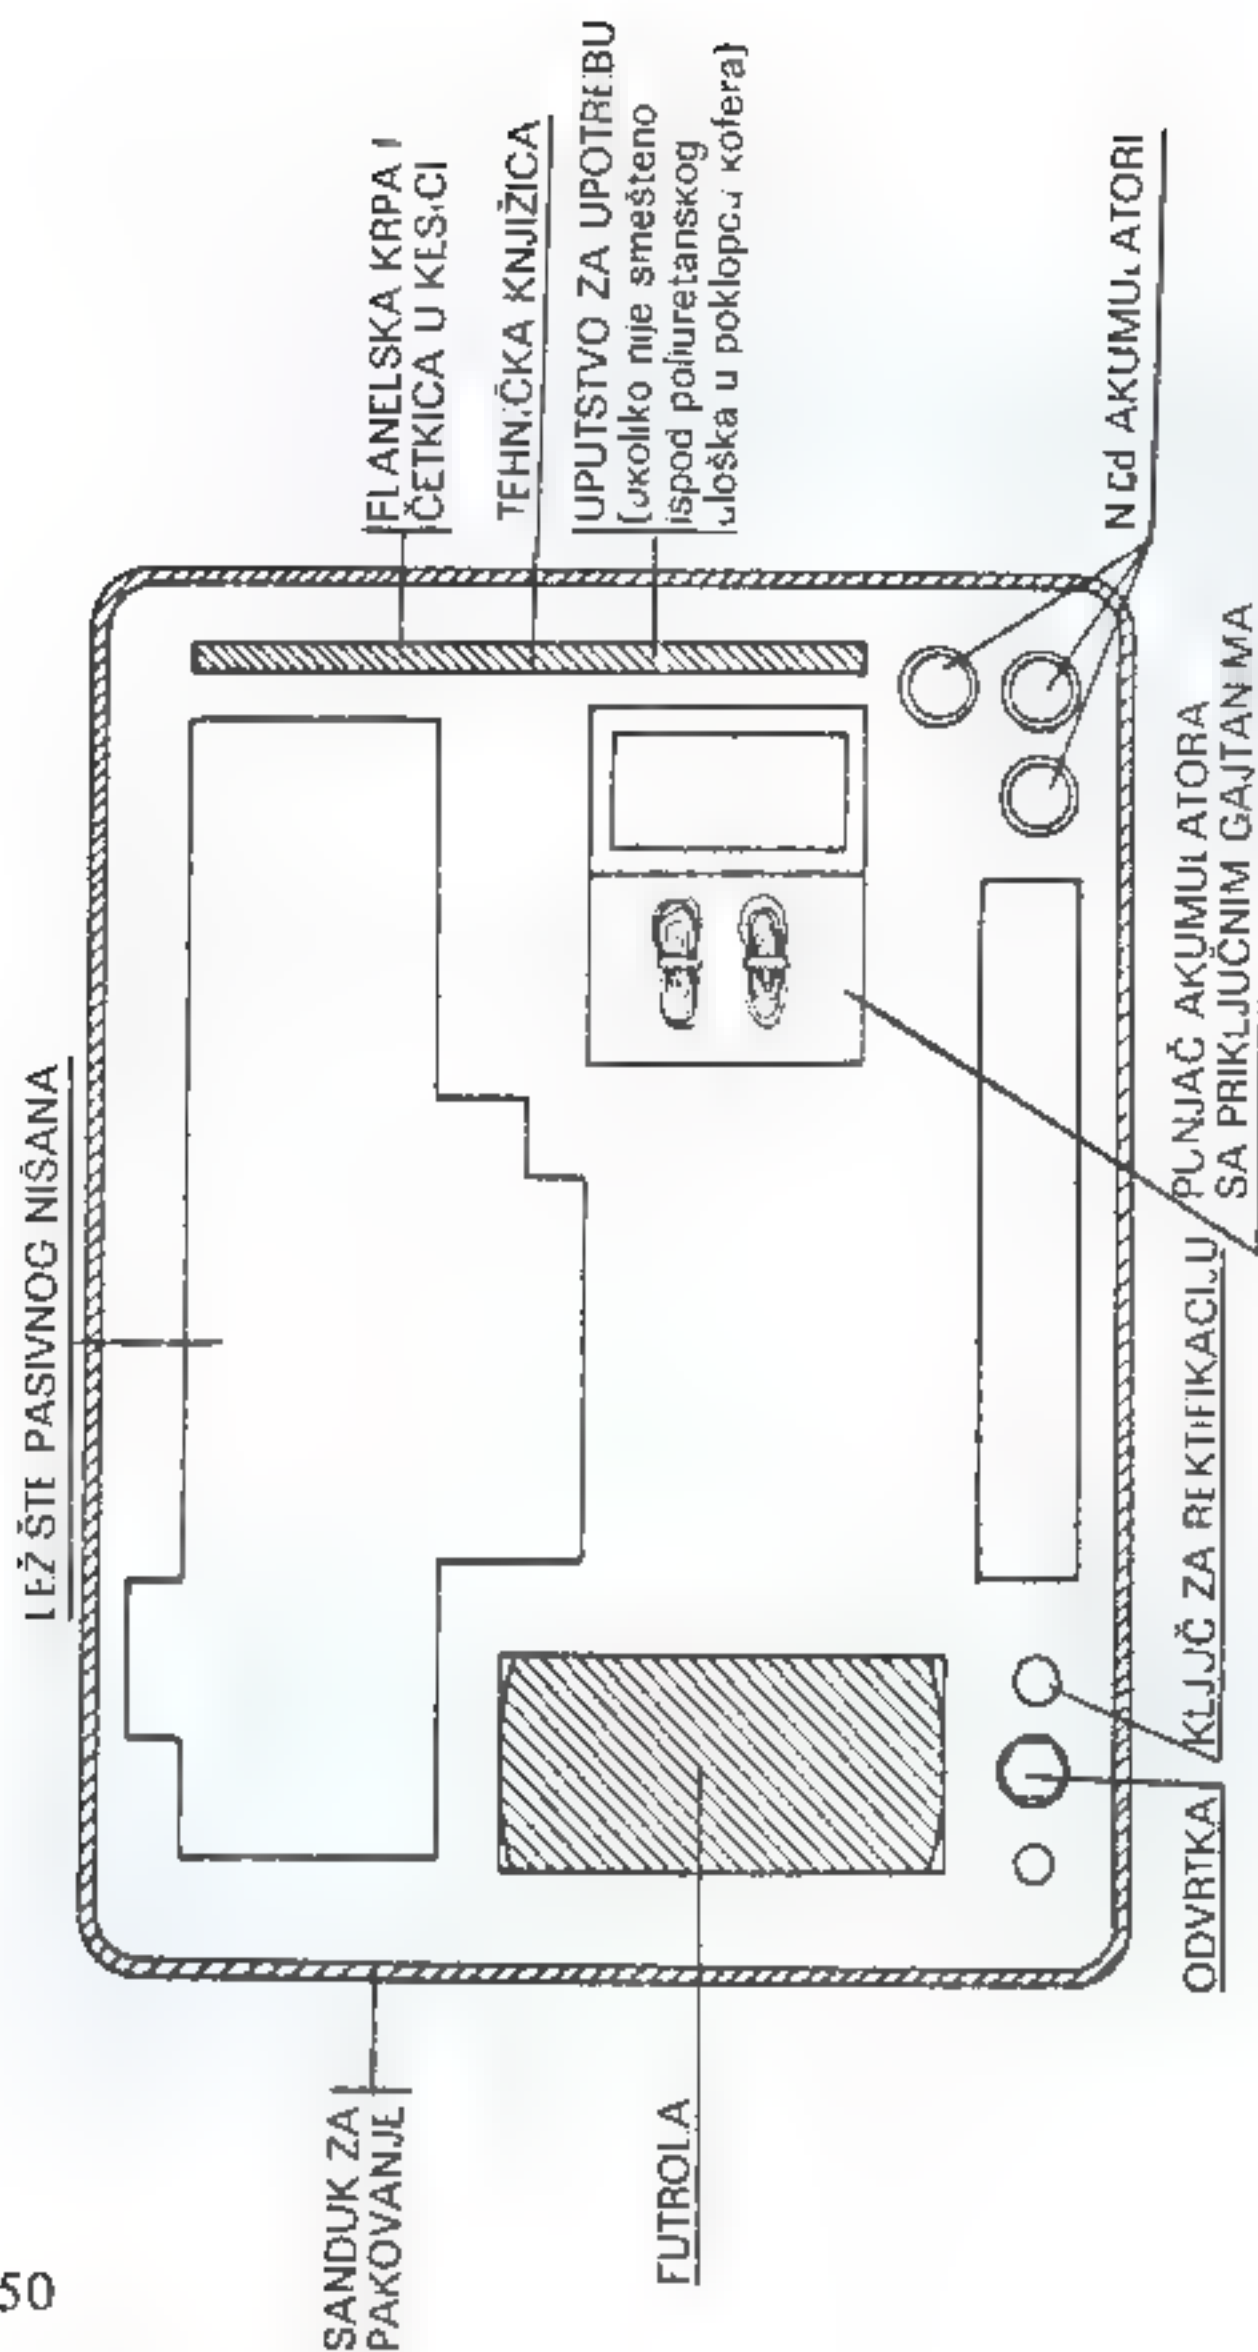 LEŽIŠTE PASIVNOG NIŠANA
FLANELSKA KRPA I
ČETKICA U KESICI
TEHNIČKA KNJIŽICA
UPUTSTVO ZA UPOTREBU
(ukoliko nije smešteno
ispod poliuretanskog
uloška u poklopcu kofera)
NiCd AKUMULATORI
PUNJAČ AKUMULATORA
SA PRIKLJUČNIM GAJTANIMA
KLJUČ ZA REKTIFIKACIJU
ODVRTKA
SANDUK ZA
PAKOVANJE
FUTROLA
50